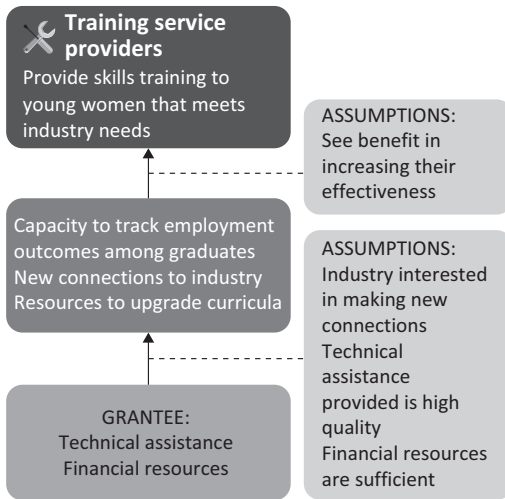 Training service
providers
Provide skills training to
young women that meets
industry needs
ASSUMPTIONS:
See benefit in
increasing their
effectiveness
Capacity to track employment
outcomes among graduates
New connections to industry
Resources to upgrade curricula
ASSUMPTIONS:
Industry interested
in making new
connections
Technical
assistance
provided is high
quality
Financial resources
are sufficient
GRANTEE:
Technical assistance
Financial resources